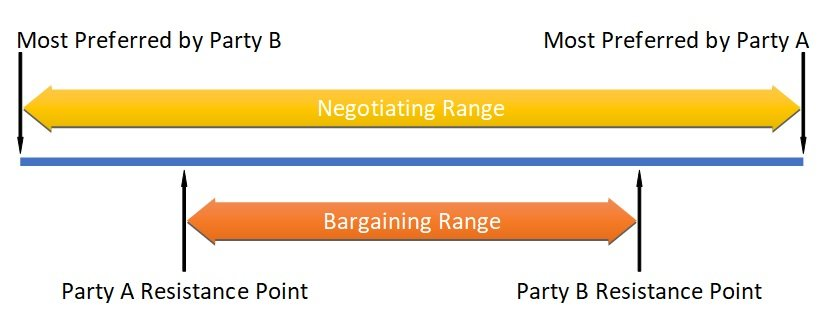 Most Preferred by Party B
Most Preferred by Party A
Negotiating Range
Bargaining Range
Party A Resistance Point
Party B Resistance Point